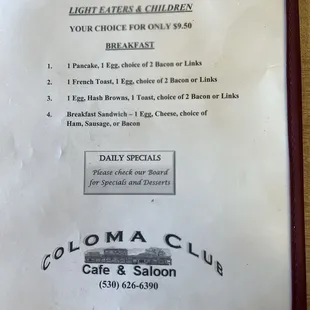 LIGHT EATERS & CHILDREN
YOUR CHOICE FOR ONLY $9.50
BREAKFAST
1. 1 Pancake, 1 Egg, choice of 2 Bacon or Links
2. 1 French Toast, 1 Egg, choice of 2 Bacon or Links
3. 1 Egg, Hash Browns, 1 Toast, choice of 2 Bacon or Links
4. Breakfast Sandwich – 1 Egg, Cheese, choice of
Ham, Sausage, or Bacon
DAILY SPECIALS
Please check our Board
for Specials and Desserts
COLOMA CLUB
Cafe & Saloon
(530) 626-6390